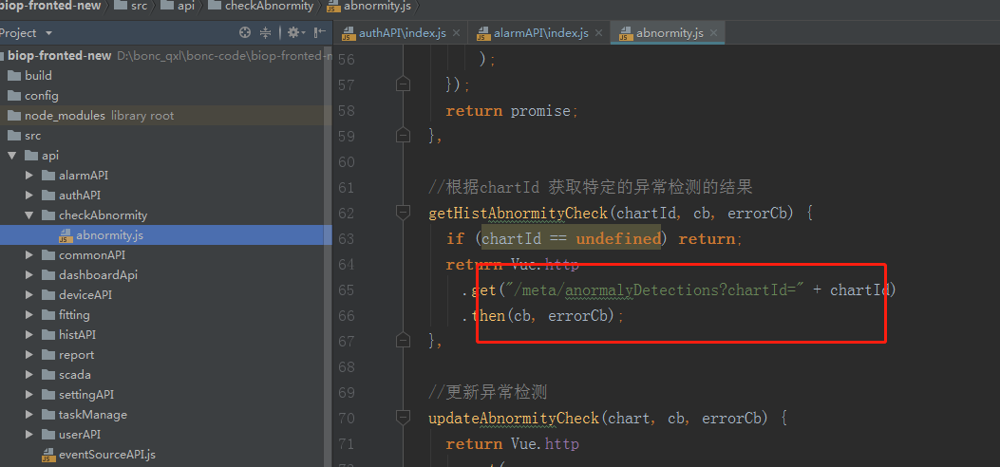 biop-fronted-new src api checkAbnormity abnormity.js
Project
authAPI\index.js alarmAPI\index.js abnormity.js
biop-fronted-new D:\bonc_qxl\bonc-code\biop-fronted-n
build
config
node_modules library root
src
api
alarmAPI
authAPI
checkAbnormity
abnormity.js
commonAPI
dashboardApi
deviceAPI
fitting
histAPI
report
scada
settingAPI
taskManage
userAPI
eventSourceAPI.js
56 );
57 });
58 return promise;
59 },
60
61 //根据chartId 获取特定的异常检测的结果
62 getHistAbnormityCheck(chartId, cb, errorCb) {
63 if (chartId == undefined) return;
64 return Vue.http
65 .get("/meta/anormalyDetections?chartId=" + chartId)
66 .then(cb, errorCb);
67 },
68
69 //更新异常检测
70 updateAbnormityCheck(chart, cb, errorCb) {
71 return Vue.http